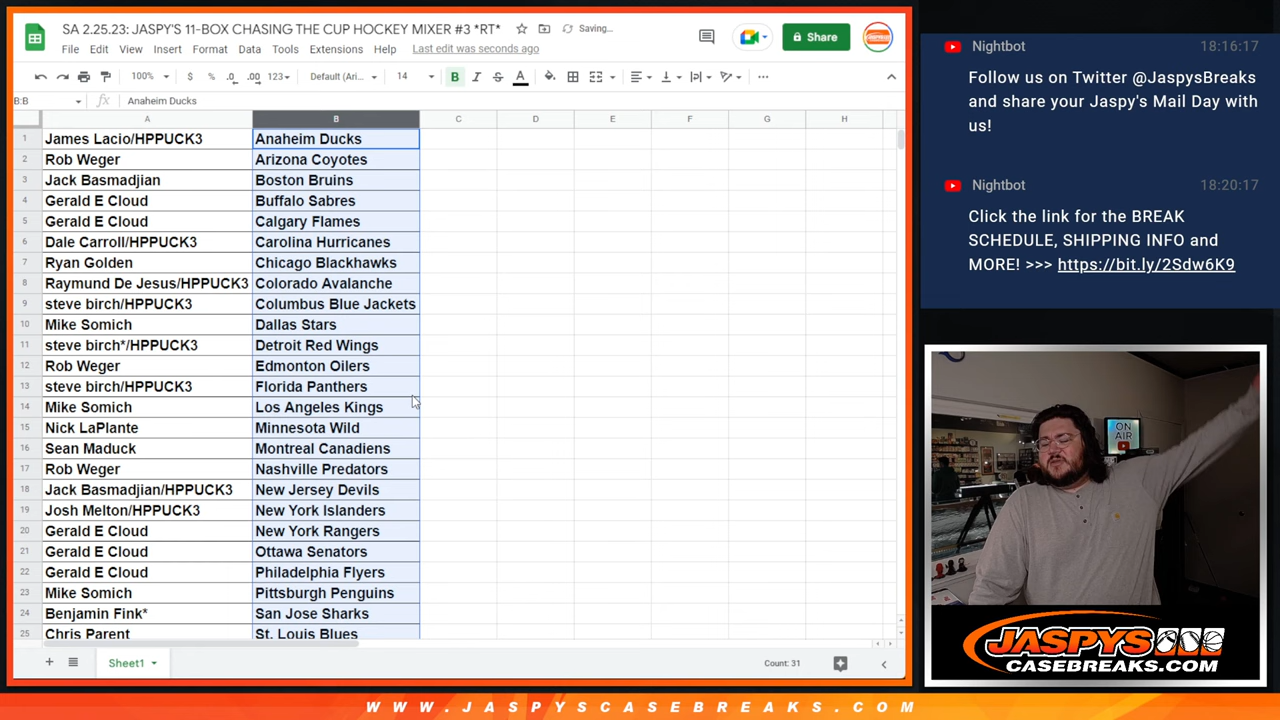 SA 2.25.23: JASPY'S 11-BOX CHASING THE CUP HOCKEY MIXER #3 *RT*
Saving...
File Edit View Insert Format Data Tools Extensions Help Last edit was seconds ago
Share
100% $ % .0 .00 123 Default (Ari... 14 B I S A
B:B fx Anaheim Ducks
A B C D E F G H
1 James Lacio/HPPUCK3 Anaheim Ducks
2 Rob Weger Arizona Coyotes
3 Jack Basmadjian Boston Bruins
4 Gerald E Cloud Buffalo Sabres
5 Gerald E Cloud Calgary Flames
6 Dale Carroll/HPPUCK3 Carolina Hurricanes
7 Ryan Golden Chicago Blackhawks
8 Raymund De Jesus/HPPUCK3 Colorado Avalanche
9 steve birch/HPPUCK3 Columbus Blue Jackets
10 Mike Somich Dallas Stars
11 steve birch*/HPPUCK3 Detroit Red Wings
12 Rob Weger Edmonton Oilers
13 steve birch/HPPUCK3 Florida Panthers
14 Mike Somich Los Angeles Kings
15 Nick LaPlante Minnesota Wild
16 Sean Maduck Montreal Canadiens
17 Rob Weger Nashville Predators
18 Jack Basmadjian/HPPUCK3 New Jersey Devils
19 Josh Melton/HPPUCK3 New York Islanders
20 Gerald E Cloud New York Rangers
21 Gerald E Cloud Ottawa Senators
22 Gerald E Cloud Philadelphia Flyers
23 Mike Somich Pittsburgh Penguins
24 Benjamin Fink* San Jose Sharks
25 Chris Parent St. Louis Blues
Sheet1
Count: 31
Nightbot 18:16:17
Follow us on Twitter @JaspysBreaks
and share your Jaspy's Mail Day with
us!
Nightbot 18:20:17
Click the link for the BREAK
SCHEDULE, SHIPPING INFO and
MORE! >>> https://bit.ly/2Sdw6K9
ON
AIR
JASPYS
CASEBREAKS.COM
WWW.JASPYSCASEBREAKS.COM